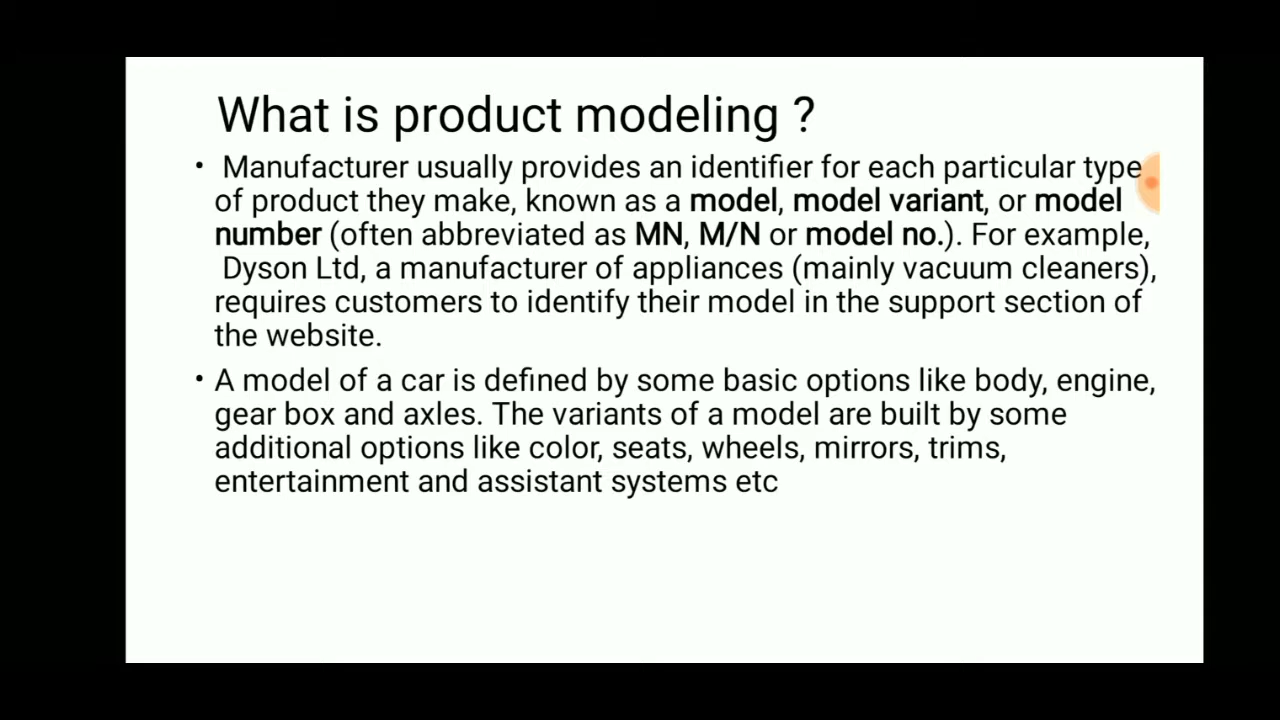 What is product modeling ?
• Manufacturer usually provides an identifier for each particular type
of product they make, known as a model, model variant, or model
number (often abbreviated as MN, M/N or model no.). For example,
Dyson Ltd, a manufacturer of appliances (mainly vacuum cleaners),
requires customers to identify their model in the support section of
the website.
• A model of a car is defined by some basic options like body, engine,
gear box and axles. The variants of a model are built by some
additional options like color, seats, wheels, mirrors, trims,
entertainment and assistant systems etc